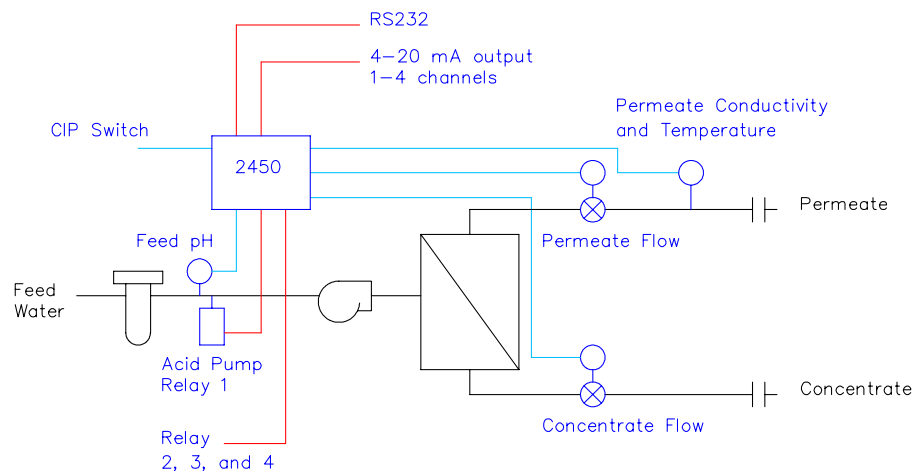 RS232
4-20 mA output
1-4 channels
Permeate Conductivity
and Temperature
CIP Switch
2450
Permeate
Feed pH
Permeate Flow
Feed
Water
Acid Pump
Relay 1
Concentrate
Concentrate Flow
Relay
2, 3, and 4